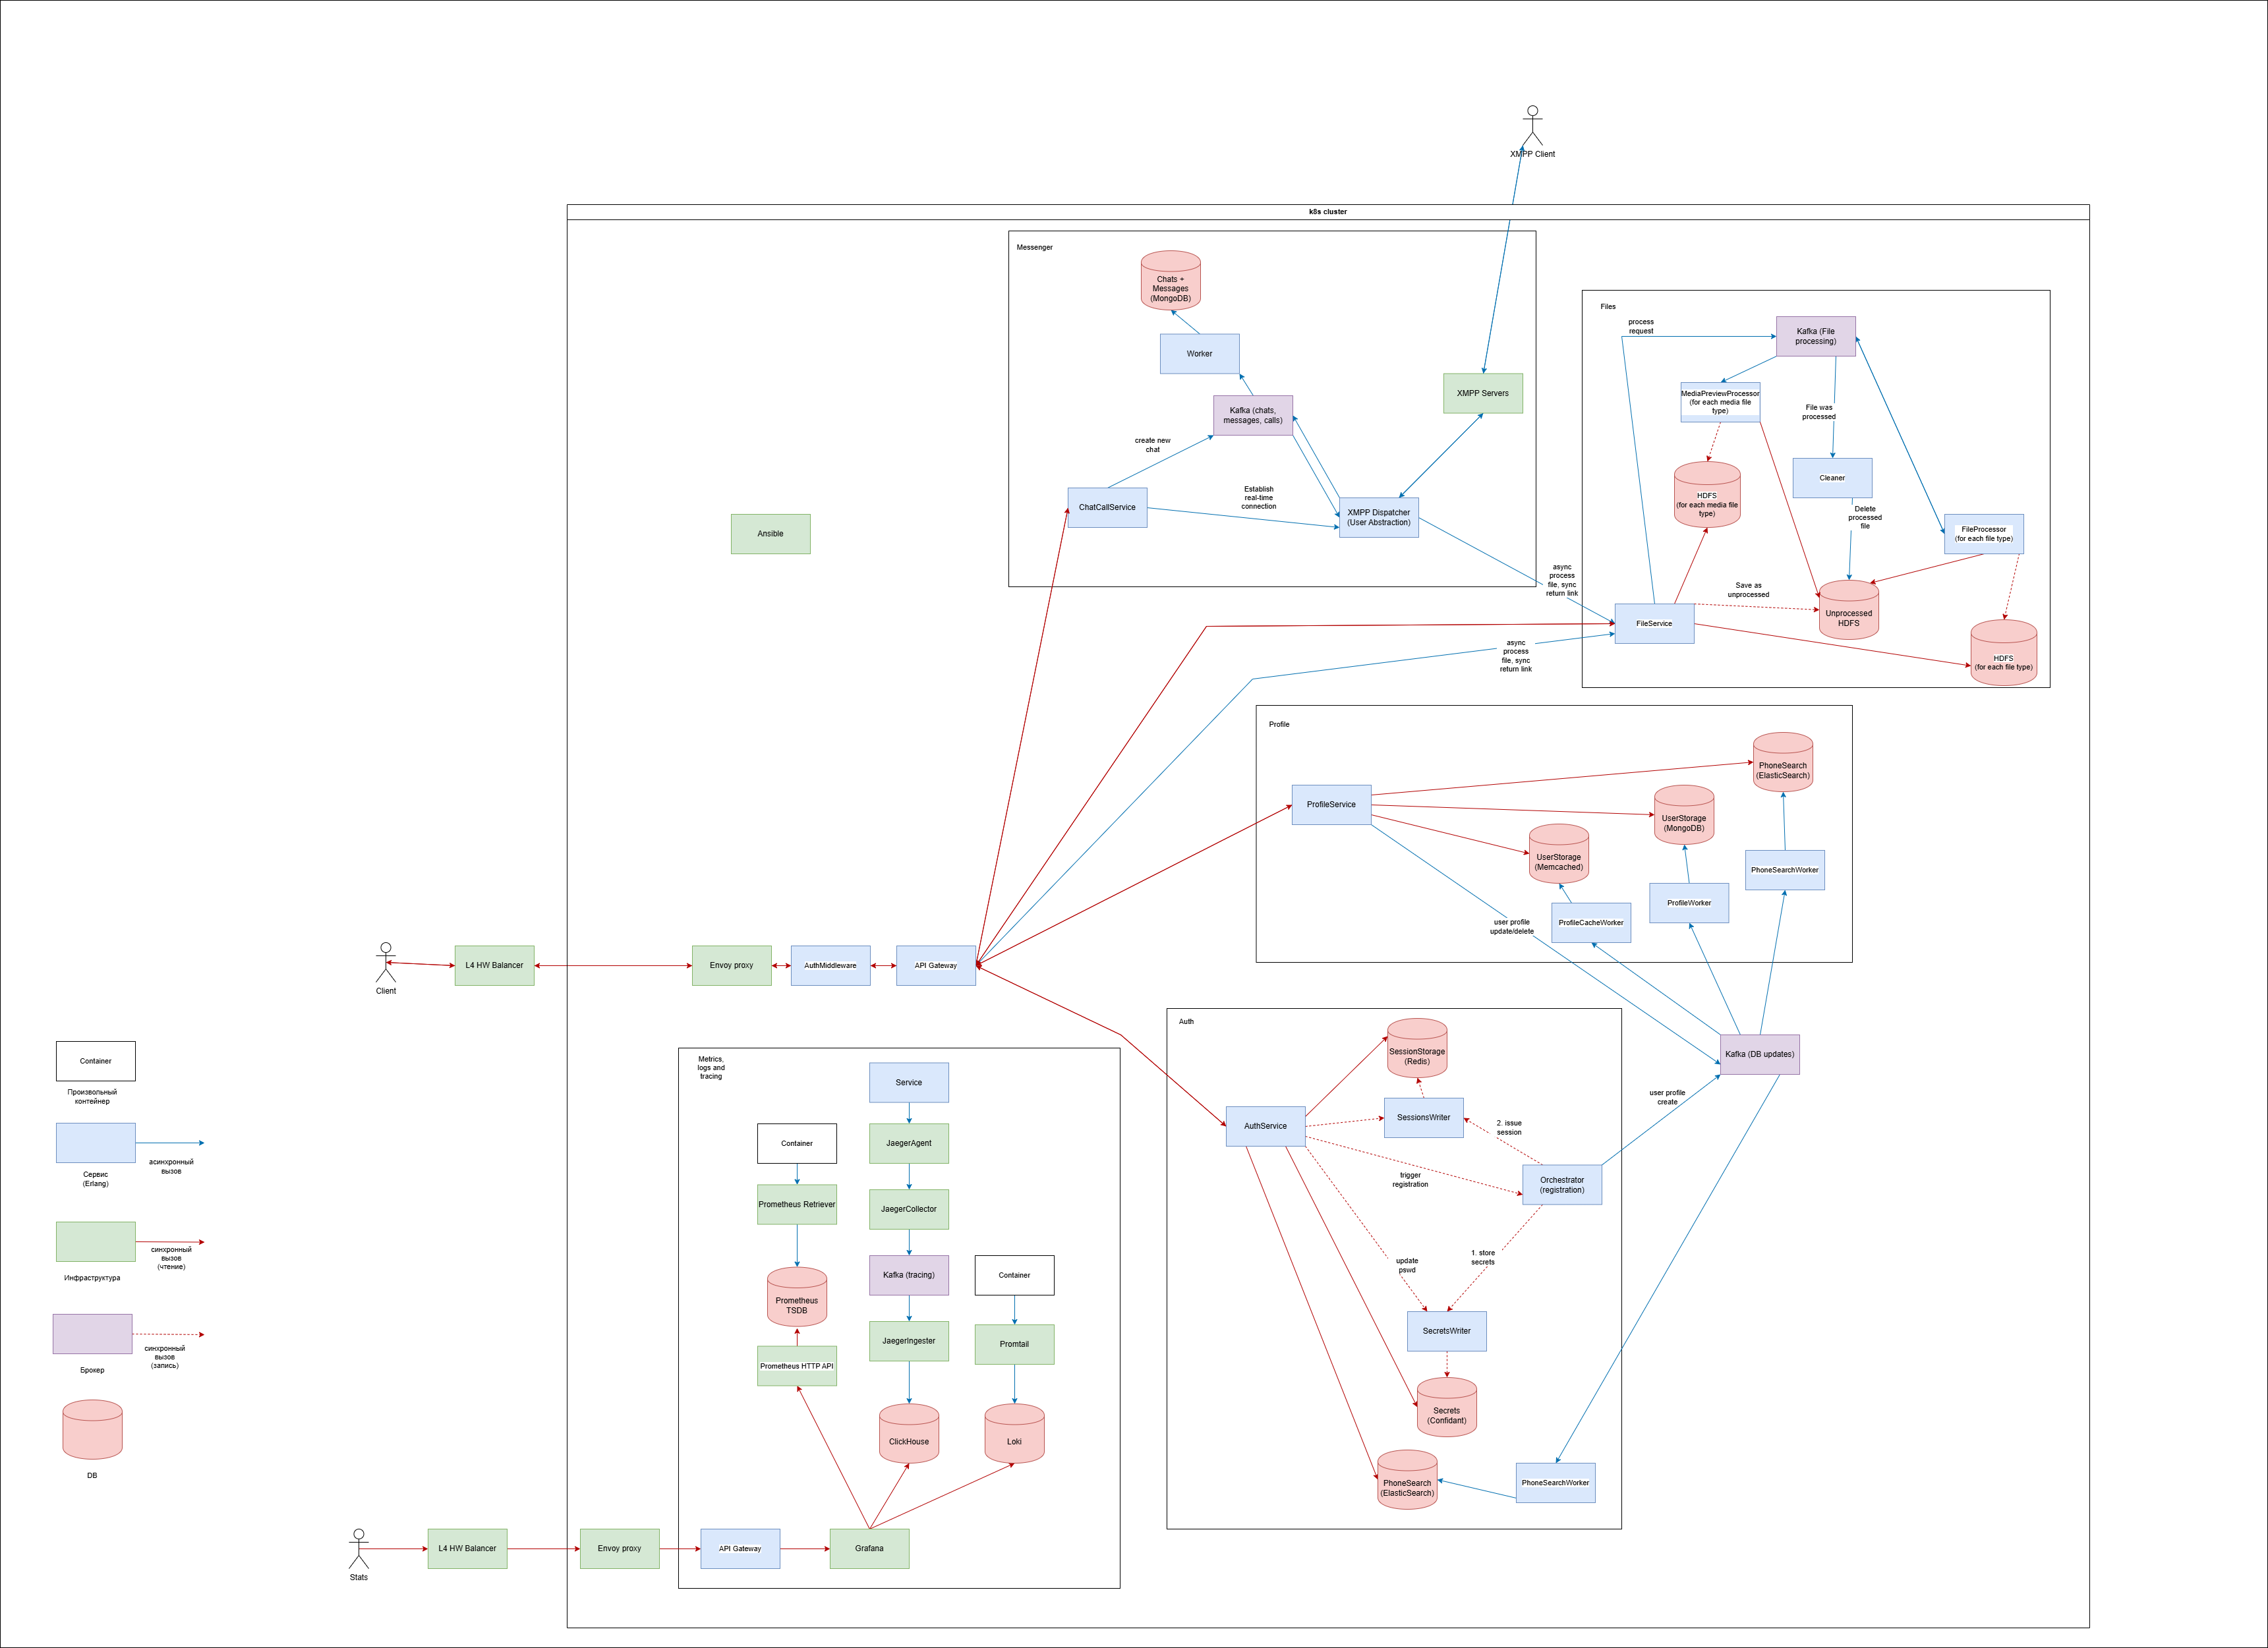 XMPP Client
k8s cluster
Messenger
Chats +
Messages
(MongoDB)
Worker
Kafka (chats,
messages, calls)
XMPP Servers
create new
chat
ChatCallService
Establish
real-time
connection
XMPP Dispatcher
(User Abstraction)
Ansible
Files
process
request
Kafka (File
processing)
MediaPreviewProcessor
(for each media file
type)
File was
processed
Cleaner
HDFS
(for each media file
type)
Delete
processed
file
FileProcessor
(for each file type)
async
process
file, sync
return link
Save as
unprocessed
FileService
Unprocessed
HDFS
HDFS
(for each file type)
async
process
file, sync
return link
Profile
ProfileService
PhoneSearch
(ElasticSearch)
UserStorage
(MongoDB)
UserStorage
(Memcached)
PhoneSearchWorker
ProfileWorker
ProfileCacheWorker
user profile
update/delete
Client
L4 HW Balancer
Envoy proxy
AuthMiddleware
API Gateway
Auth
SessionStorage
(Redis)
Kafka (DB updates)
AuthService
SessionsWriter
2. issue
session
user profile
create
trigger
registration
Orchestrator
(registration)
update
pswd
1. store
secrets
SecretsWriter
Secrets
(Confidant)
PhoneSearch
(ElasticSearch)
PhoneSearchWorker
Metrics,
logs and
tracing
Service
Container
JaegerAgent
Prometheus Retriever
JaegerCollector
Kafka (tracing)
Container
Prometheus
TSDB
JaegerIngester
Promtail
Prometheus HTTP API
ClickHouse
Loki
Stats
L4 HW Balancer
Envoy proxy
API Gateway
Grafana
Container
Произвольный
контейнер
асинхронный
вызов
Сервис
(Erlang)
синхронный
вызов
(чтение)
Инфраструктура
синхронный
вызов
(запись)
Брокер
DB